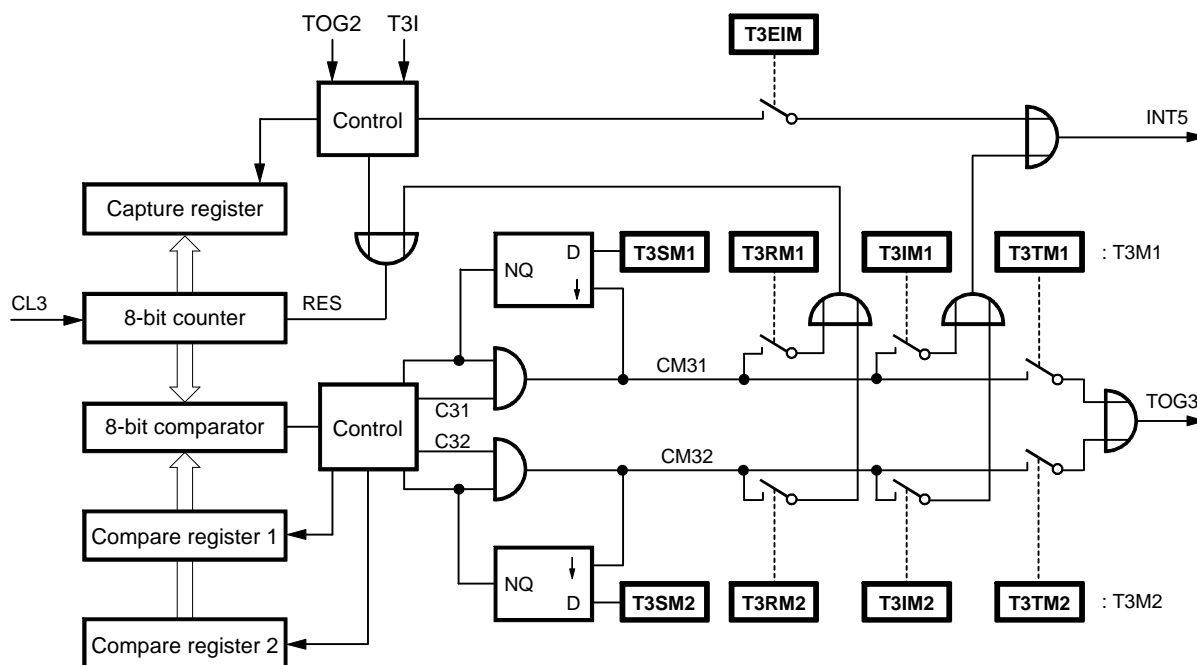 TOG2 T3I
T3EIM
Control
INT5
Capture register
T3SM1 T3RM1 T3IM1 T3TM1 : T3M1
D
NQ
CL3
8-bit counter
RES
CM31
C31
8-bit comparator
Control
TOG3
C32
CM32
Compare register 1
NQ
D
T3SM2 T3RM2 T3IM2 T3TM2 : T3M2
Compare register 2